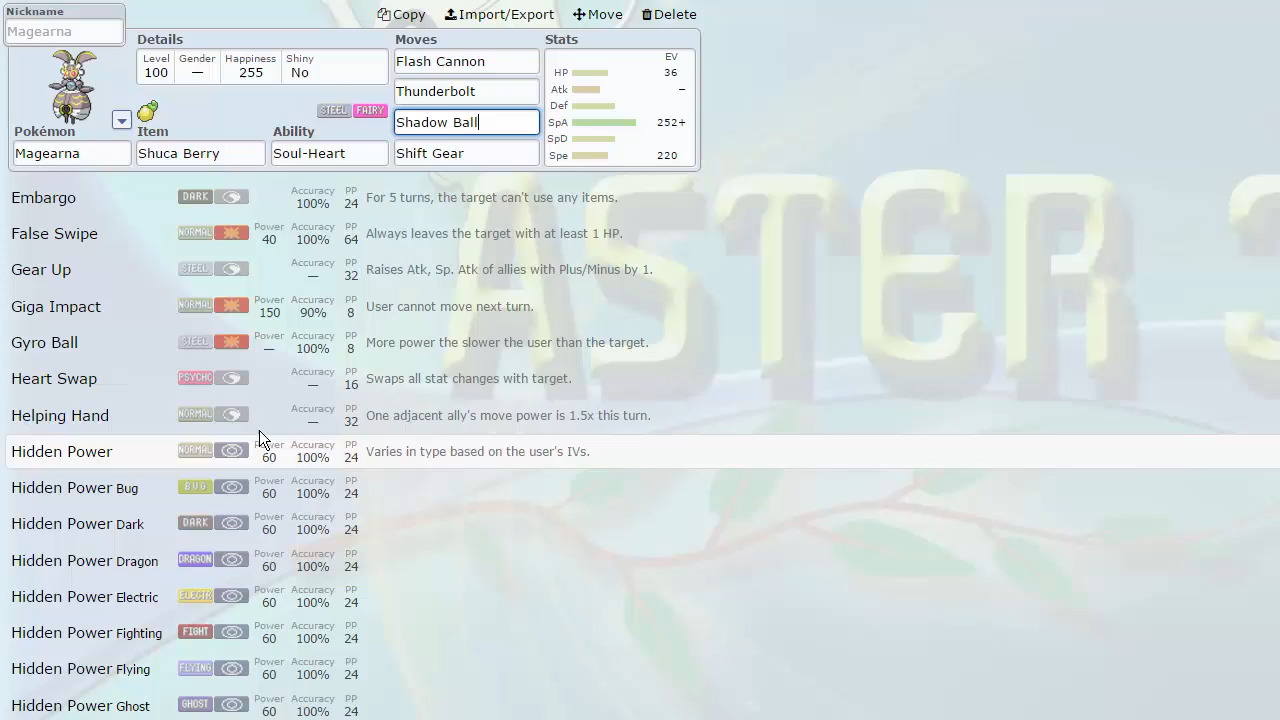 Nickname
Magearna
Copy Import/Export Move Delete
Details
Level Gender Happiness Shiny
100 — 255 No
STEEL FAIRY
Pokémon Item Ability
Magearna Shuca Berry Soul-Heart
Moves
Flash Cannon
Thunderbolt
Shadow Ball
Shift Gear
Stats
EV
HP 36
Atk –
Def
SpA 252+
SpD
Spe 220
Embargo DARK Accuracy 100% PP 24 For 5 turns, the target can't use any items.
False Swipe NORMAL Power 40 Accuracy 100% PP 64 Always leaves the target with at least 1 HP.
Gear Up STEEL Accuracy — PP 32 Raises Atk, Sp. Atk of allies with Plus/Minus by 1.
Giga Impact NORMAL Power 150 Accuracy 90% PP 8 User cannot move next turn.
Gyro Ball STEEL Power — Accuracy 100% PP 8 More power the slower the user than the target.
Heart Swap PSYCHC Accuracy — PP 16 Swaps all stat changes with target.
Helping Hand NORMAL Accuracy — PP 32 One adjacent ally's move power is 1.5x this turn.
Hidden Power NORMAL Power 60 Accuracy 100% PP 24 Varies in type based on the user's IVs.
Hidden Power Bug BUG Power 60 Accuracy 100% PP 24
Hidden Power Dark DARK Power 60 Accuracy 100% PP 24
Hidden Power Dragon DRAGON Power 60 Accuracy 100% PP 24
Hidden Power Electric ELECTR Power 60 Accuracy 100% PP 24
Hidden Power Fighting FIGHT Power 60 Accuracy 100% PP 24
Hidden Power Flying FLYING Power 60 Accuracy 100% PP 24
Hidden Power Ghost GHOST Power 60 Accuracy 100% PP 24
ASTER